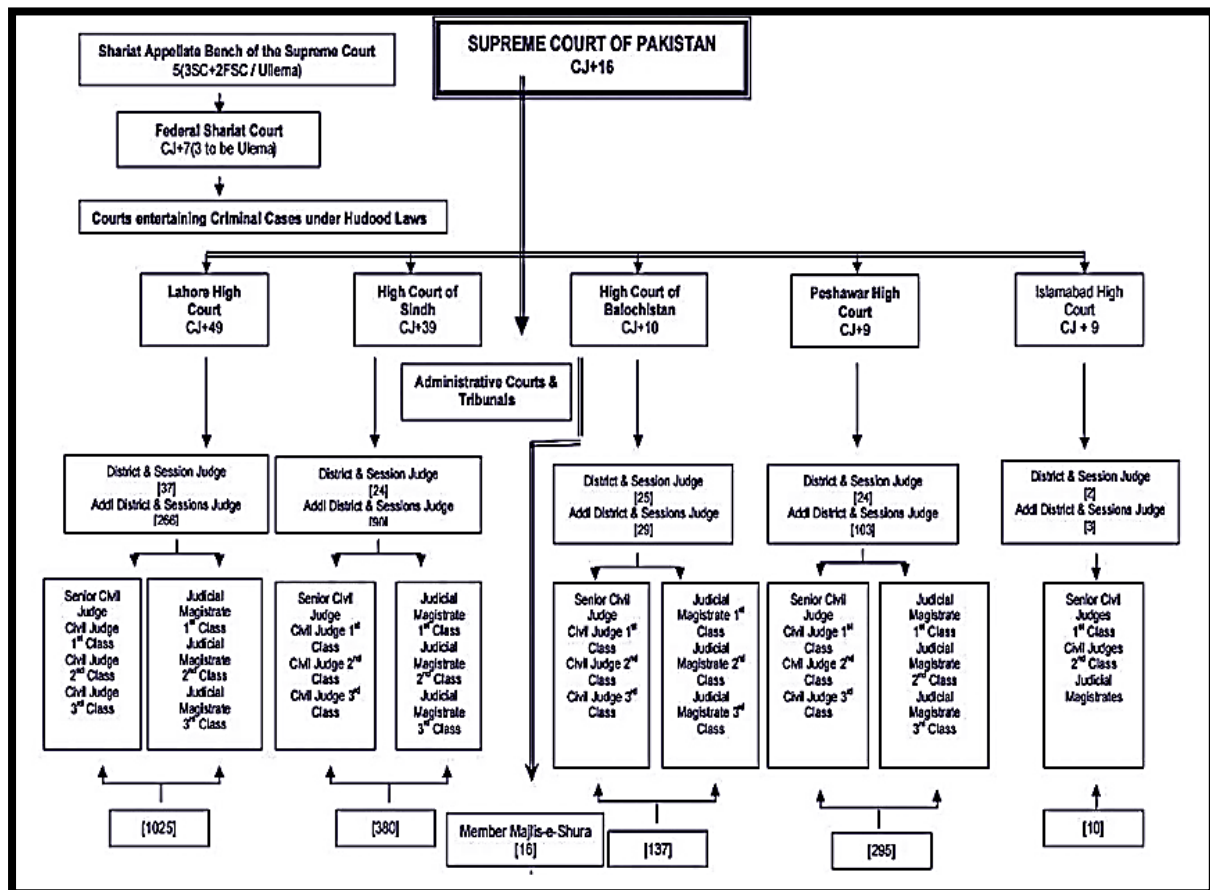 Shariat Appellate Bench of the Supreme Court
5(3SC+2FSC / Ullema)
SUPREME COURT OF PAKISTAN
CJ+16
Federal Shariat Court
CJ+7(3 to be Ulema)
Courts entertaining Criminal Cases under Hudood Laws
Lahore High
Court
CJ+49
High Court of
Sindh
CJ+39
High Court of
Balochistan
CJ+10
Peshawar High
Court
CJ+9
Islamabad High
Court
CJ + 9
Administrative Courts &
Tribunals
District & Session Judge
[37]
Addl District & Sessions Judge
[266]
District & Session Judge
[24]
Addl District & Sessions Judge
[90]
District & Session Judge
[25]
Addl District & Sessions Judge
[29]
District & Session Judge
[24]
Addl District & Sessions Judge
[103]
District & Session Judge
[2]
Addl District & Sessions Judge
[3]
Senior Civil
Judge
Civil Judge
1st Class
Civil Judge
2nd Class
Civil Judge
3rd Class
Judicial
Magistrate
1st Class
Judicial
Magistrate
2nd Class
Judicial
Magistrate
3rd Class
Senior Civil
Judge
Civil Judge 1st
Class
Civil Judge 2nd
Class
Civil Judge 3rd
Class
Judicial
Magistrate
1st Class
Judicial
Magistrate
2nd Class
Judicial
Magistrate
3rd Class
Senior Civil
Judge
Civil Judge 1st
Class
Civil Judge 2nd
Class
Civil Judge 3rd
Class
Judicial
Magistrate 1st
Class
Judicial
Magistrate 2nd
Class
Judicial
Magistrate 3rd
Class
Senior Civil
Judge
Civil Judge 1st
Class
Civil Judge 2nd
Class
Civil Judge 3rd
Class
Judicial
Magistrate
1st Class
Judicial
Magistrate
2nd Class
Judicial
Magistrate
3rd Class
Senior Civil
Judges
1st Class
Civil Judges
2nd Class
Judicial
Magistrates
[1025]
[380]
Member Majlis-e-Shura
[16]
[137]
[295]
[10]